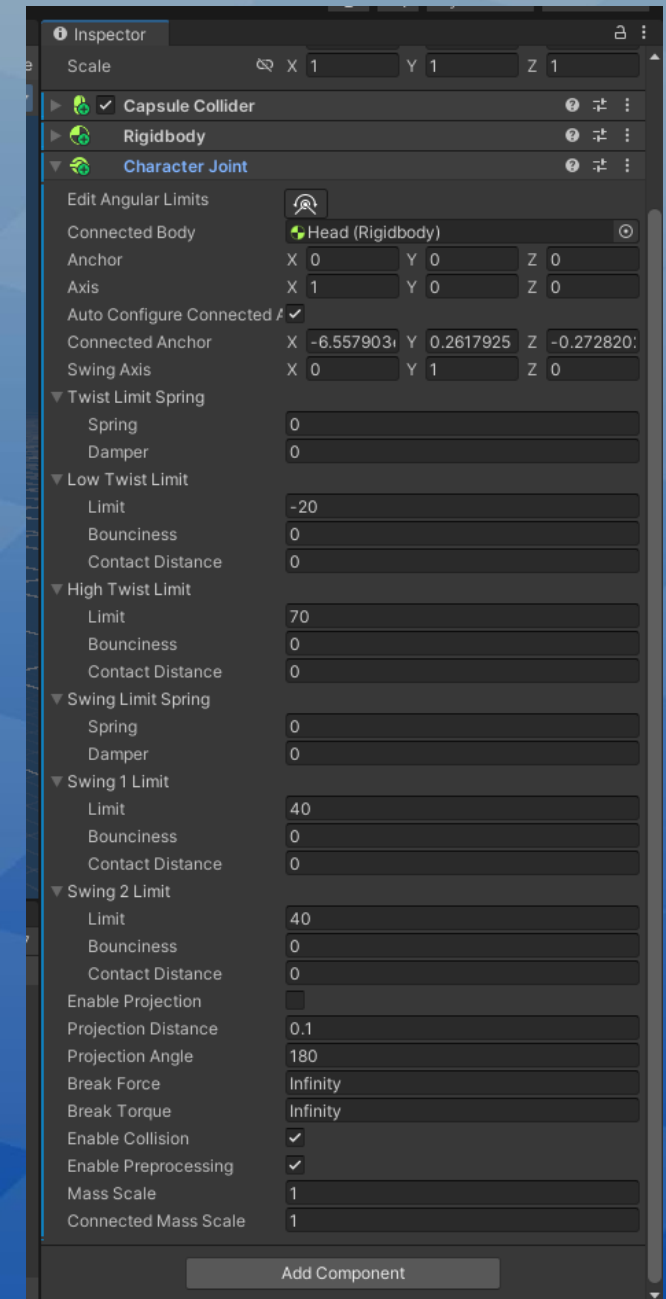 Inspector
Scale X 1 Y 1 Z 1
Capsule Collider
Rigidbody
Character Joint
Edit Angular Limits
Connected Body Head (Rigidbody)
Anchor X 0 Y 0 Z 0
Axis X 1 Y 0 Z 0
Auto Configure Connected A
Connected Anchor X -6.557903 Y 0.2617925 Z -0.272820
Swing Axis X 0 Y 1 Z 0
Twist Limit Spring
Spring 0
Damper 0
Low Twist Limit
Limit -20
Bounciness 0
Contact Distance 0
High Twist Limit
Limit 70
Bounciness 0
Contact Distance 0
Swing Limit Spring
Spring 0
Damper 0
Swing 1 Limit
Limit 40
Bounciness 0
Contact Distance 0
Swing 2 Limit
Limit 40
Bounciness 0
Contact Distance 0
Enable Projection
Projection Distance 0.1
Projection Angle 180
Break Force Infinity
Break Torque Infinity
Enable Collision
Enable Preprocessing
Mass Scale 1
Connected Mass Scale 1
Add Component